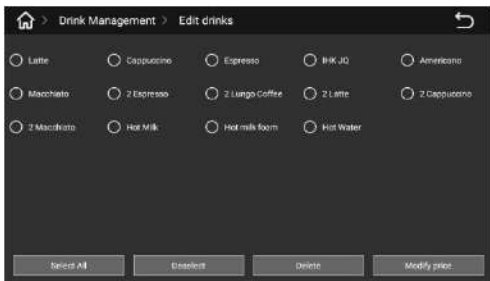 Drink Management > Edit drinks
Latte Cappuccino Espresso Americano
Macchiato 2 Espresso 2 Lungo Coffee 2 Latte 2 Cappuccino
2 Macchiato Hot Milk Hot milk foam Hot Water
Select All Deselect Delete Modify price